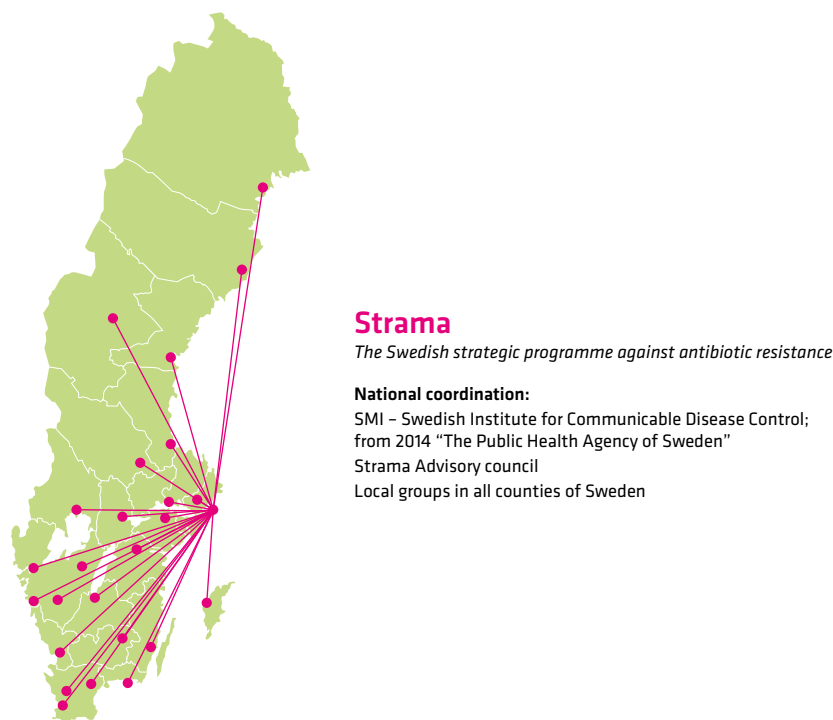 Strama
The Swedish strategic programme against antibiotic resistance
National coordination:
SMI – Swedish Institute for Communicable Disease Control;
from 2014 “The Public Health Agency of Sweden”
Strama Advisory council
Local groups in all counties of Sweden